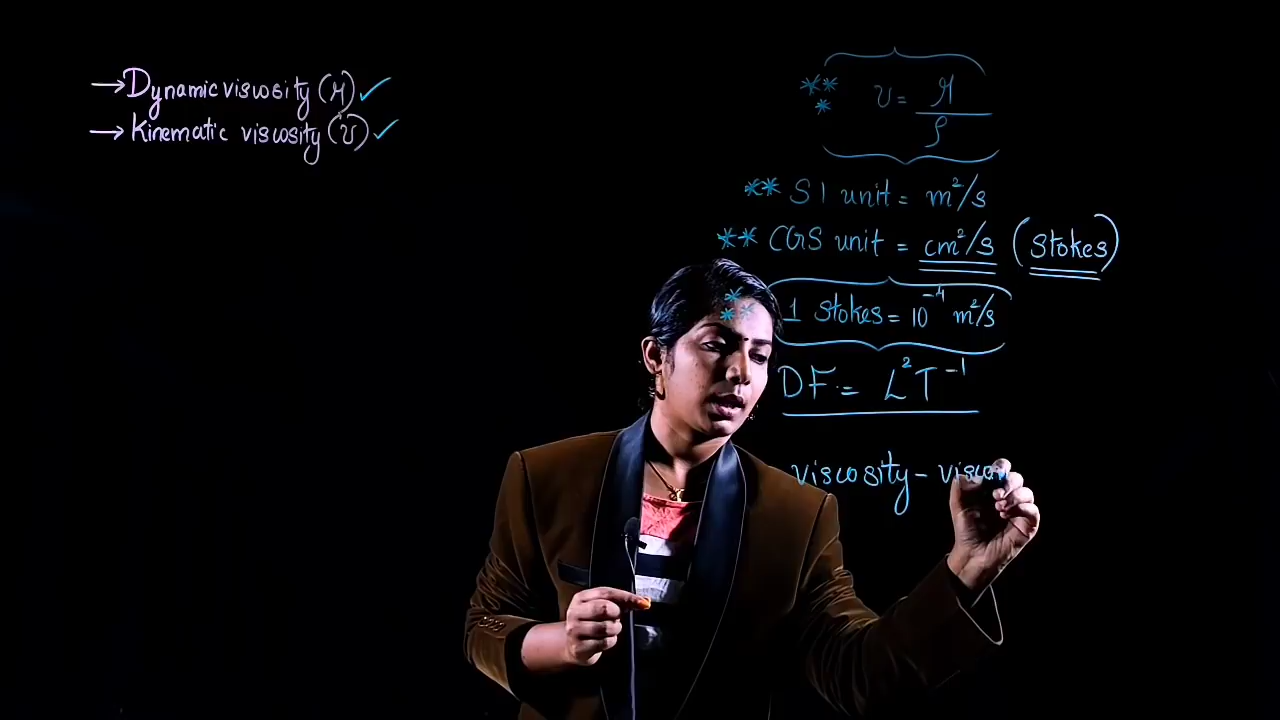 → Dynamic viscosity (μ) ✓
→ Kinematic viscosity (ν) ✓
*** ν = μ / ρ
** SI unit = m²/s
** CGS unit = cm²/s (Stokes)
*** 1 Stokes = 10⁻⁴ m²/s
DF = L²T⁻¹
viscosity -